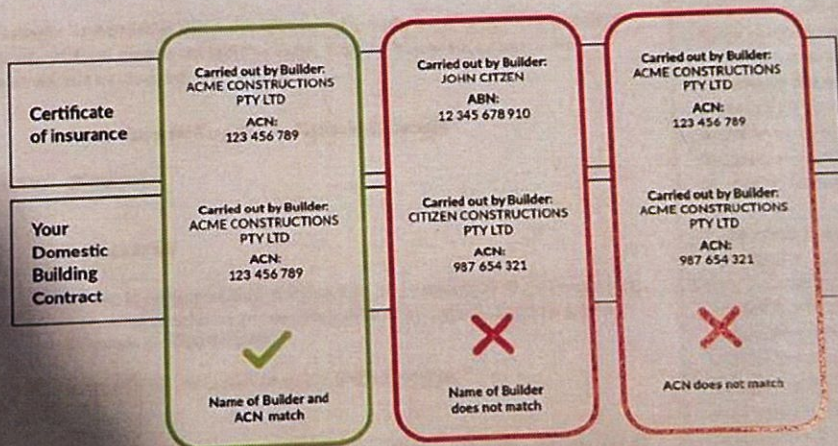 Certificate
of insurance
Carried out by Builder:
ACME CONSTRUCTIONS
PTY LTD
ACN:
123 456 789
Carried out by Builder:
JOHN CITZEN
ABN:
12 345 678 910
Carried out by Builder:
ACME CONSTRUCTIONS
PTY LTD
ACN:
123 456 789
Your
Domestic
Building
Contract
Carried out by Builder:
ACME CONSTRUCTIONS
PTY LTD
ACN:
123 456 789
Carried out by Builder:
CITIZEN CONSTRUCTIONS
PTY LTD
ACN:
987 654 321
Carried out by Builder:
ACME CONSTRUCTIONS
PTY LTD
ACN:
987 654 321
Name of Builder and
ACN match
Name of Builder
does not match
ACN does not match